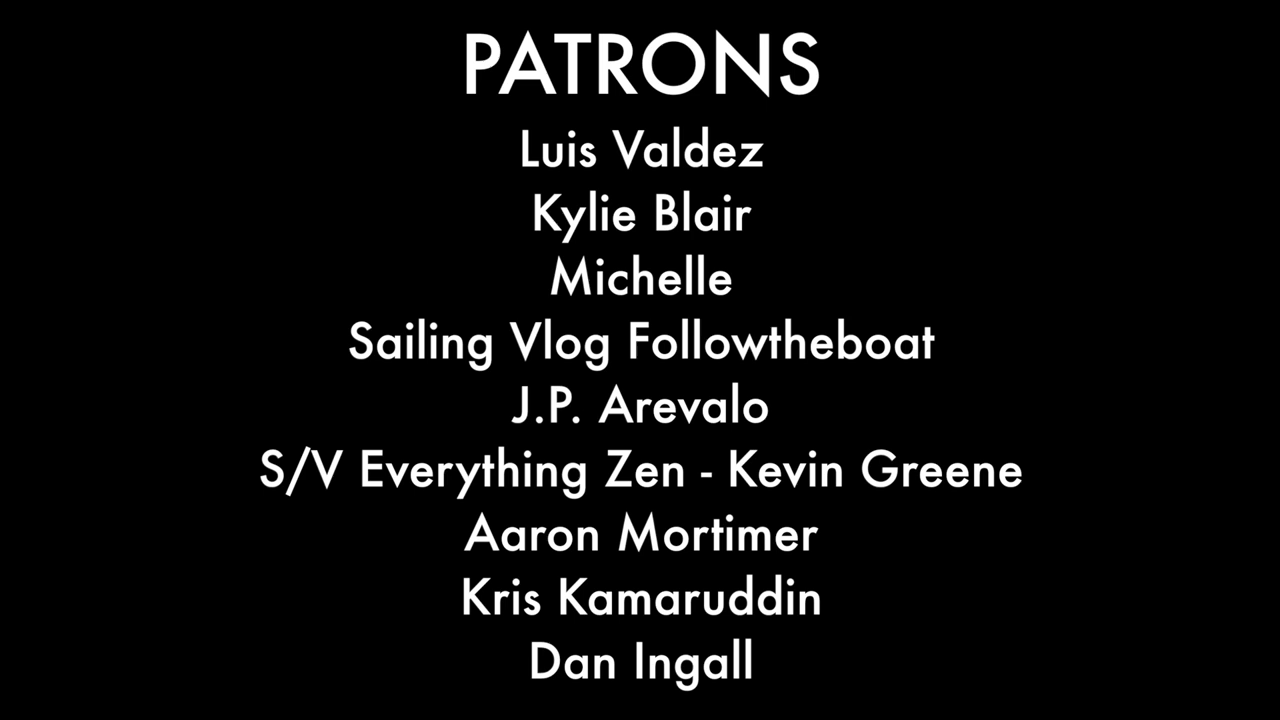 PATRONS
Luis Valdez
Kylie Blair
Michelle
Sailing Vlog Followtheboat
J.P. Arevalo
S/V Everything Zen - Kevin Greene
Aaron Mortimer
Kris Kamaruddin
Dan Ingall